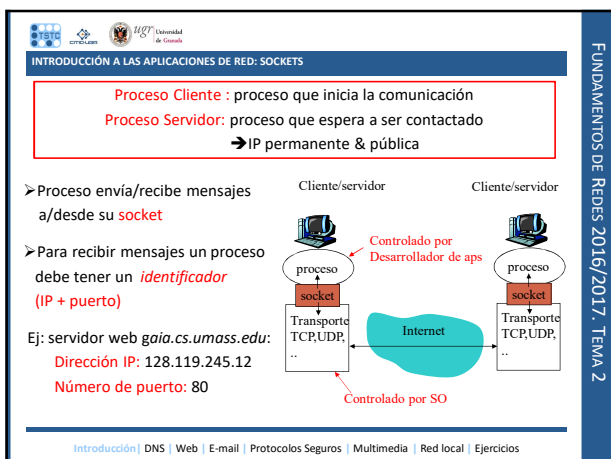 TSTC
CITIC-UGR
ugr Universidad
de Granada
INTRODUCCIÓN A LAS APLICACIONES DE RED: SOCKETS
Proceso Cliente : proceso que inicia la comunicación
Proceso Servidor: proceso que espera a ser contactado
➔IP permanente & pública
➢Proceso envía/recibe mensajes
a/desde su socket
➢Para recibir mensajes un proceso
debe tener un identificador
(IP + puerto)
Ej: servidor web gaia.cs.umass.edu:
Dirección IP: 128.119.245.12
Número de puerto: 80
Cliente/servidor
Cliente/servidor
Controlado por
Desarrollador de aps
proceso
proceso
socket
socket
Transporte
TCP,UDP,
..
Internet
Transporte
TCP,UDP,
..
Controlado por SO
FUNDAMENTOS DE REDES 2016/2017. TEMA 2
Introducción| DNS | Web | E-mail | Protocolos Seguros | Multimedia | Red local | Ejercicios